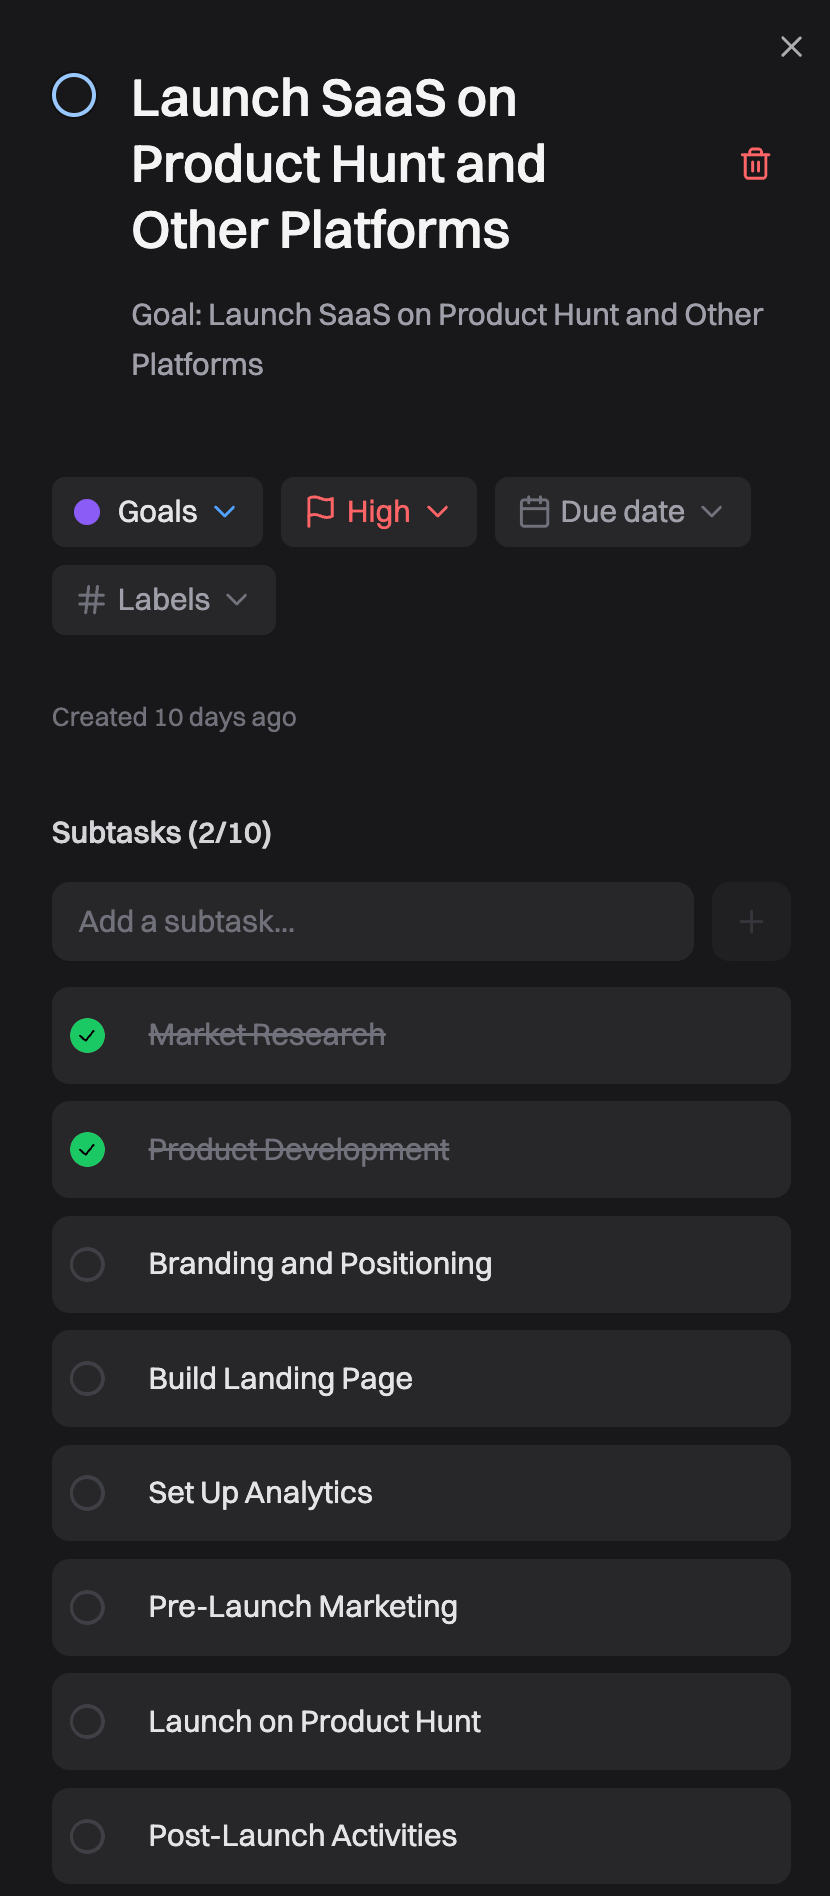 Launch SaaS on
Product Hunt and
Other Platforms
Goal: Launch SaaS on Product Hunt and Other
Platforms
Goals
High
Due date
# Labels
Created 10 days ago
Subtasks (2/10)
Add a subtask...
Market Research
Product Development
Branding and Positioning
Build Landing Page
Set Up Analytics
Pre-Launch Marketing
Launch on Product Hunt
Post-Launch Activities